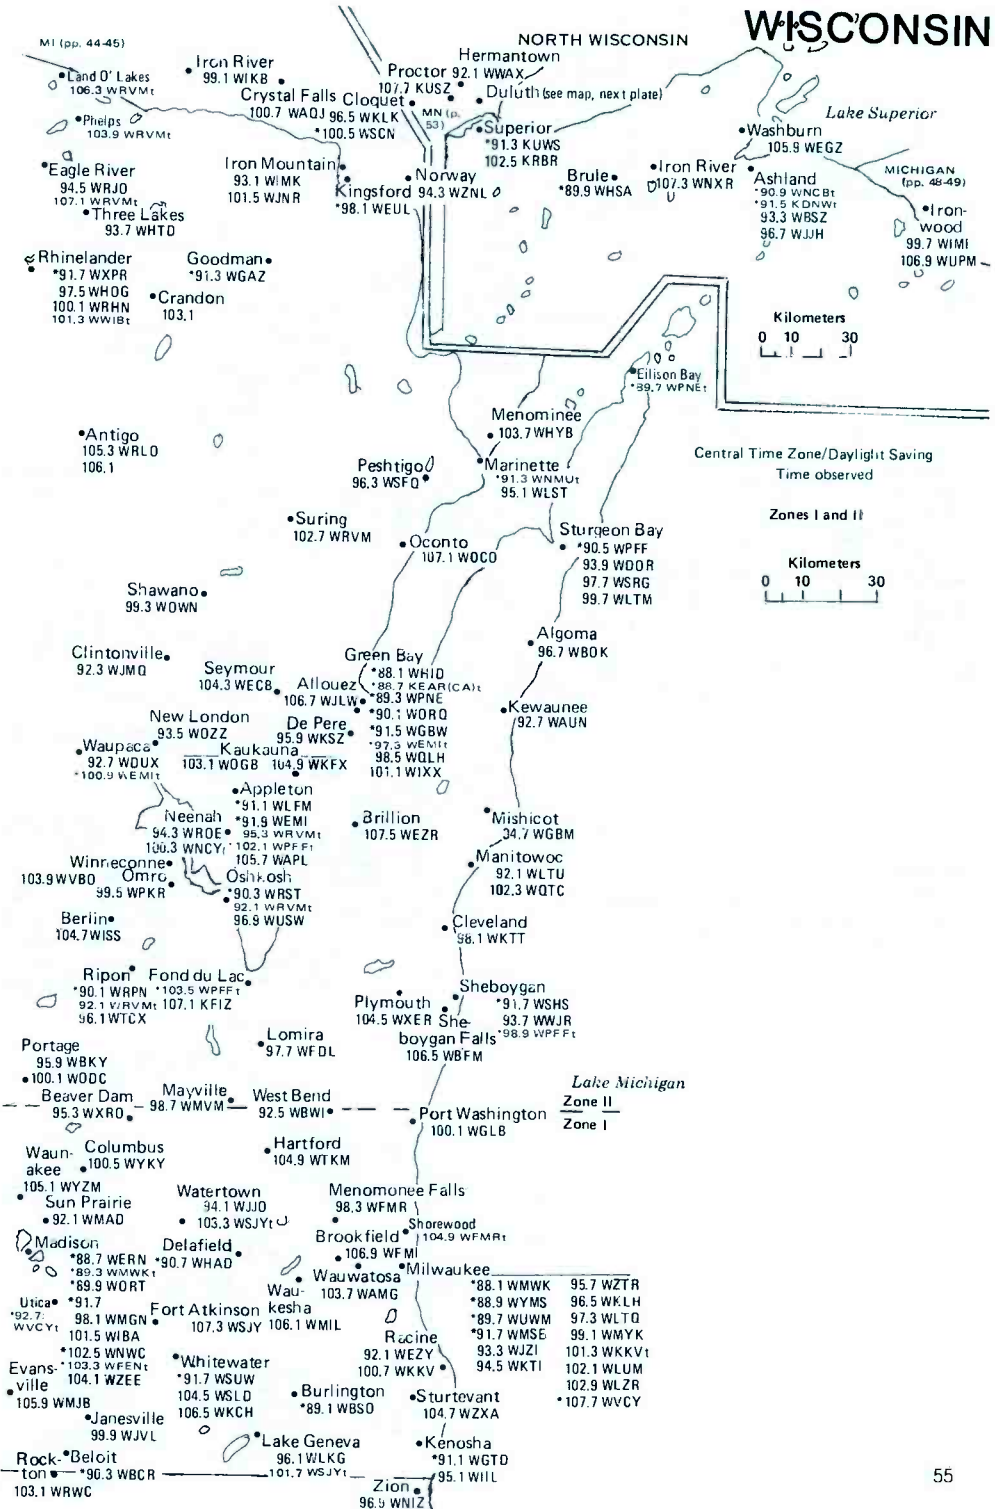 WISCONSIN
NORTH WISCONSIN
MI (pp. 44-45)
Land O' Lakes
106.3 WRVMt
Iron River
99.1 WIKB
Hermantown
92.1 WWAX
Proctor
107.7 KUSZ
Duluth (see map, next plate)
Crystal Falls
100.7 WAQJ
Cloquet
96.5 WKLK
*100.5 WSCN
MN (p.
53)
Phelps
103.9 WRVMt
Superior
*91.3 KUWS
102.5 KRBR
Lake Superior
Washburn
105.9 WEGZ
Eagle River
94.5 WRJO
107.1 WRVMt
Iron Mountain
93.1 WIMK
101.5 WJNR
Kingsford
*98.1 WEUL
Norway
94.3 WZNL
Brule
*89.9 WHSA
Iron River
107.3 WNXR
Ashland
*90.9 WNCBt
*91.5 KDNWt
93.3 WBSZ
96.7 WJJH
MICHIGAN
(pp. 48-49)
Iron-
wood
99.7 WIMI
106.9 WUPM
Three Lakes
93.7 WHTD
Rhinelander
*91.7 WXPR
97.5 WHOG
100.1 WRHN
101.3 WWIBt
Goodman
*91.3 WGAZ
Crandon
103.1
Kilometers
0 10 30
Ellison Bay
*89.7 WPNEt
Menominee
103.7 WHYB
Antigo
105.3 WRLO
106.1
Peshtigo
96.3 WSFQ
Marinette
*91.3 WNMUt
95.1 WLST
Central Time Zone/Daylight Saving
Time observed
Zones I and II
Suring
102.7 WRVM
Oconto
107.1 WOCO
Sturgeon Bay
*90.5 WPFF
93.9 WDOR
97.7 WSRG
99.7 WLTM
Kilometers
0 10 30
Shawano
99.3 WOWN
Algoma
96.7 WBDK
Clintonville
92.3 WJMQ
Seymour
104.3 WECB
Allouez
106.7 WJLW
Green Bay
*88.1 WHID
*88.7 KEAR(CA)t
*89.3 WPNE
*90.1 WORQ
*91.5 WGBW
*97.3 WEMIt
98.5 WQLH
101.1 WIXX
Kewaunee
92.7 WAUN
New London
93.5 WOZZ
De Pere
95.9 WKSZ
Waupaca
92.7 WDUX
*100.9 WEMIt
Kaukauna
103.1 WOGB 104.9 WKFX
Appleton
*91.1 WLFM
*91.9 WEMI
95.3 WRVMt
*102.1 WPFFt
105.7 WAPL
Neenah
94.3 WROE
100.3 WNCY
Brillion
107.5 WEZR
Mishicot
94.7 WGBM
Manitowoc
92.1 WLTU
102.3 WQTC
Winneconne
103.9 WVBO
Omro
99.5 WPKR
Oshkosh
*90.3 WRST
92.1 WRVMt
96.9 WUSW
Berlin
104.7 WISS
Cleveland
98.1 WKTT
Ripon
*90.1 WRPN
92.1 WRVMt
96.1 WTCX
Fond du Lac
*103.5 WPFFt
107.1 KFIZ
Plymouth
104.5 WXER
Sheboygan
*91.7 WSHS
93.7 WWJR
*98.9 WPFFt
She-
boygan Falls
106.5 WBFM
Lomira
97.7 WFDL
Portage
95.9 WBKY
100.1 WDDC
Beaver Dam
95.3 WXRO
Mayville
98.7 WMVM
West Bend
92.5 WBWI
Lake Michigan
Zone II
Zone I
Port Washington
100.1 WGLB
Waun-
akee
105.1 WYZM
Columbus
100.5 WYKY
Hartford
104.9 WTKM
Sun Prairie
92.1 WMAD
Watertown
94.1 WJJO
103.3 WSJYt
Menomonee Falls
98.3 WFMR
Shorewood
104.9 WFMRt
Madison
*88.7 WERN
*89.3 WMWKt
*89.9 WORT
*91.7
98.1 WMGN
101.5 WIBA
*102.5 WNWC
*103.3 WFENt
104.1 WZEE
Delafield
*90.7 WHAD
Brookfield
106.9 WFMI
Wauwatosa
103.7 WAMG
Milwaukee
*88.1 WMWK 95.7 WZTR
*88.9 WYMS 96.5 WKLH
*89.7 WUWM 97.3 WLTQ
*91.7 WMSE 99.1 WMYK
93.3 WJZI 101.3 WKKVt
94.5 WKTI 102.1 WLUM
102.9 WLZR
*107.7 WVCY
Wau-
kesha
106.1 WMIL
Utica
*92.7
WVCYt
Fort Atkinson
107.3 WSJY
Racine
92.1 WEZY
100.7 WKKV
Evans-
ville
105.9 WMJB
Whitewater
*91.7 WSUW
104.5 WSLD
106.5 WKCH
Burlington
*89.1 WBSD
Sturtevant
104.7 WZXA
Janesville
99.9 WJVL
Lake Geneva
96.1 WLKG
101.7 WSJYt
Kenosha
*91.1 WGTD
95.1 WIIL
Rock-
ton
103.1 WRWC
Beloit
*90.3 WBCR
Zion
96.9 WNIZ
55